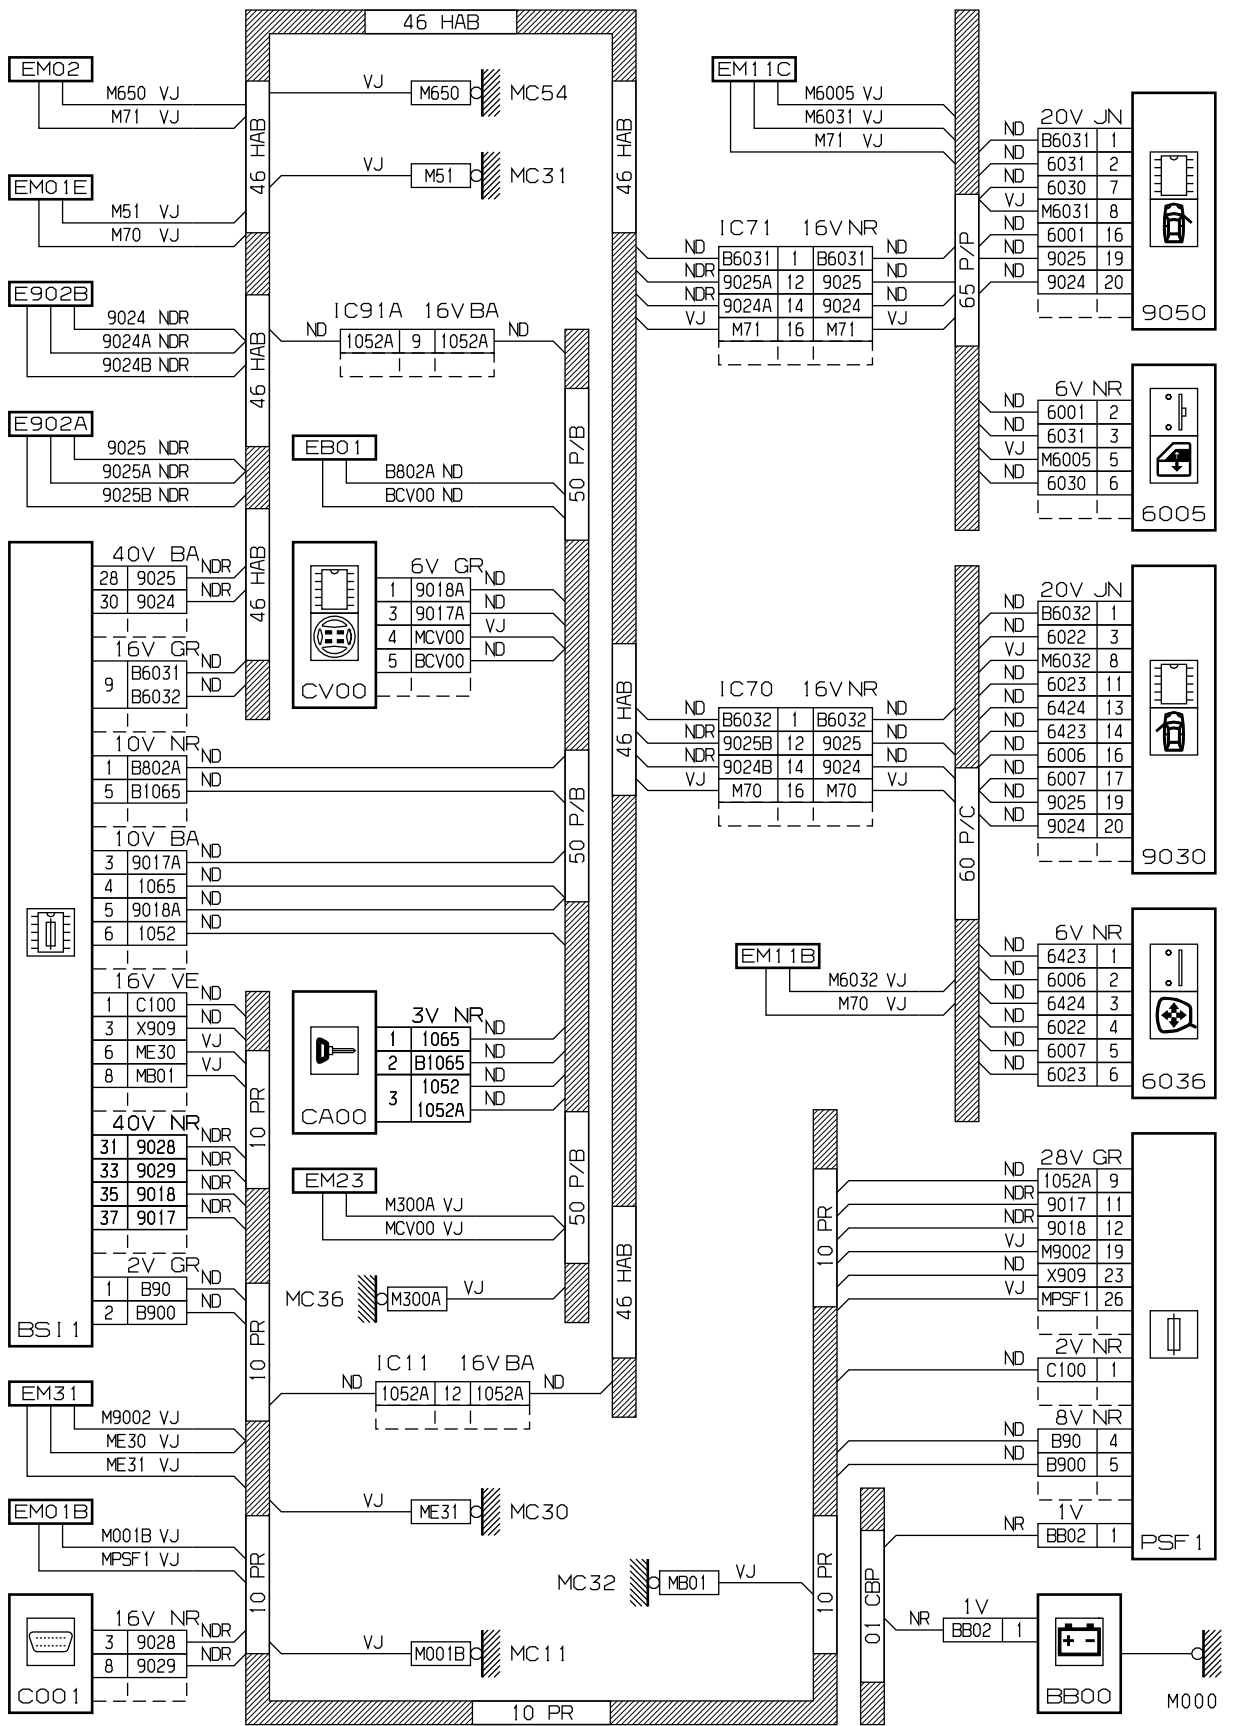 46 HAB
EM02
M650 VJ
M71 VJ
46 HAB
VJ
M650
MC54
VJ
M51
MC31
EM01E
M51 VJ
M70 VJ
E902B
9024 NDR
9024A NDR
9024B NDR
46 HAB
ND
IC91A 16V BA
1052A 9 1052A
ND
E902A
9025 NDR
9025A NDR
9025B NDR
EB01
B802A ND
BCV00 ND
50 P/B
46 HAB
BSI1
40V BA
28 9025 NDR
30 9024 NDR
16V GR
9 B6031 ND
B6032 ND
10V NR
1 B802A ND
5 B1065 ND
10V BA
3 9017A ND
4 1065 ND
5 9018A ND
6 1052 ND
16V VE
1 C100 ND
3 X909 ND
6 ME30 VJ
8 MB01 VJ
40V NR
31 9028 NDR
33 9029 NDR
35 9018 NDR
37 9017 NDR
2V GR
1 B90 ND
2 B900 ND
CV00
6V GR
1 9018A ND
3 9017A ND
4 MCV00 VJ
5 BCV00 ND
50 P/B
CA00
3V NR
1 1065 ND
2 B1065 ND
3 1052 ND
1052A ND
10 PR
EM23
M300A VJ
MCV00 VJ
50 P/B
MC36
M300A
VJ
10 PR
ND
IC11 16V BA
1052A 12 1052A
ND
EM31
M9002 VJ
ME30 VJ
ME31 VJ
VJ
ME31
MC30
EM01B
M001B VJ
MPSF1 VJ
10 PR
MC32
MB01
VJ
C001
16V NR
3 9028 NDR
8 9029 NDR
VJ
M001B
MC11
10 PR
46 HAB
46 HAB
46 HAB
EM11C
M6005 VJ
M6031 VJ
M71 VJ
IC71 16V NR
ND B6031 1 B6031 ND
NDR 9025A 12 9025 ND
NDR 9024A 14 9024 ND
VJ M71 16 M71 VJ
65 P/P
20V JN
ND B6031 1
ND 6031 2
ND 6030 7
VJ M6031 8
ND 6001 16
ND 9025 19
ND 9024 20
9050
6V NR
ND 6001 2
ND 6031 3
VJ M6005 5
ND 6030 6
6005
IC70 16V NR
ND B6032 1 B6032 ND
NDR 9025B 12 9025 ND
NDR 9024B 14 9024 ND
VJ M70 16 M70 VJ
60 P/C
20V JN
ND B6032 1
ND 6022 3
VJ M6032 8
ND 6023 11
ND 6424 13
ND 6423 14
ND 6006 16
ND 6007 17
ND 9025 19
ND 9024 20
9030
EM11B
M6032 VJ
M70 VJ
6V NR
ND 6423 1
ND 6006 2
ND 6424 3
ND 6022 4
ND 6007 5
ND 6023 6
6036
10 PR
28V GR
ND 1052A 9
NDR 9017 11
NDR 9018 12
VJ M9002 19
ND X909 23
VJ MPSF1 26
2V NR
ND C100 1
8V NR
ND B90 4
ND B900 5
1V
NR BB02 1
PSF1
10 PR
01 CBP
1V
NR BB02 1
+ -
BB00
M000